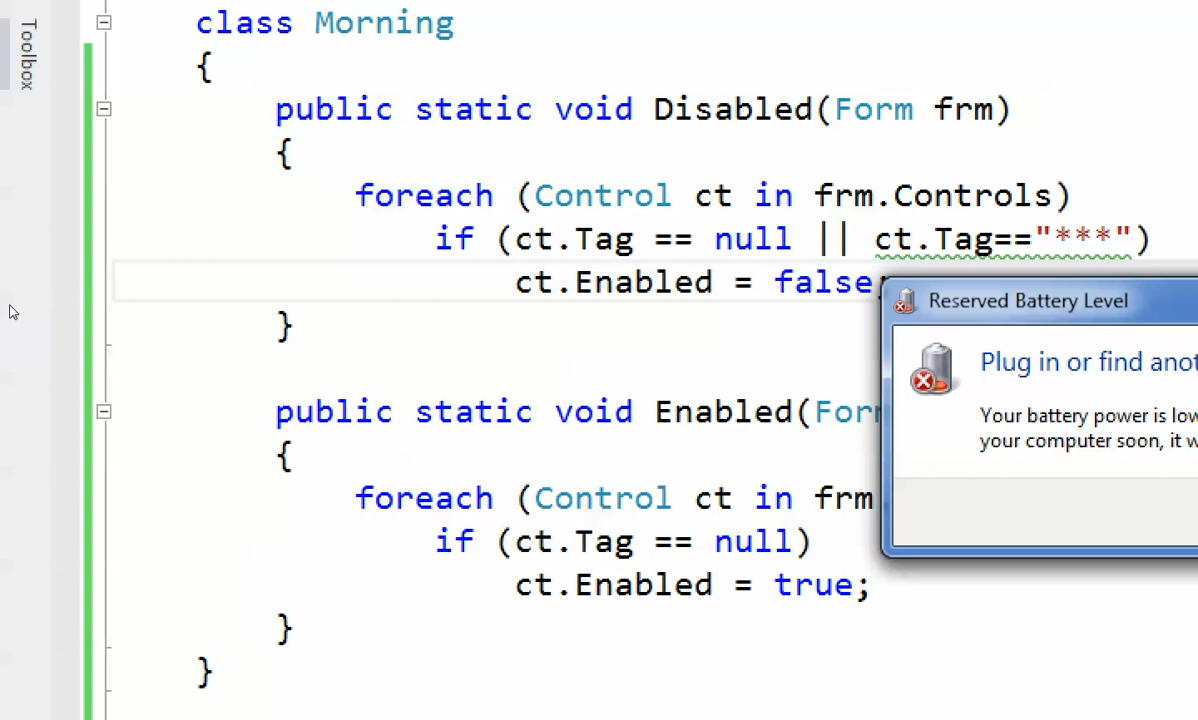 Toolbox
class Morning
{
public static void Disabled(Form frm)
{
foreach (Control ct in frm.Controls)
if (ct.Tag == null || ct.Tag=="***")
ct.Enabled = false;
}
public static void Enabled(Form
{
foreach (Control ct in frm
if (ct.Tag == null)
ct.Enabled = true;
}
}
Reserved Battery Level
Plug in or find
Your battery power is low
your computer soon, it